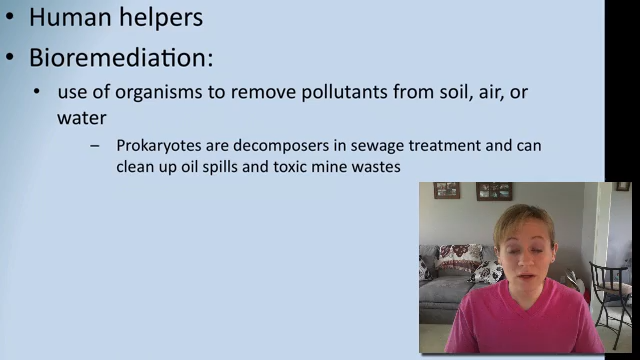 • Human helpers
• Bioremediation:
• use of organisms to remove pollutants from soil, air, or
water
– Prokaryotes are decomposers in sewage treatment and can
clean up oil spills and toxic mine wastes